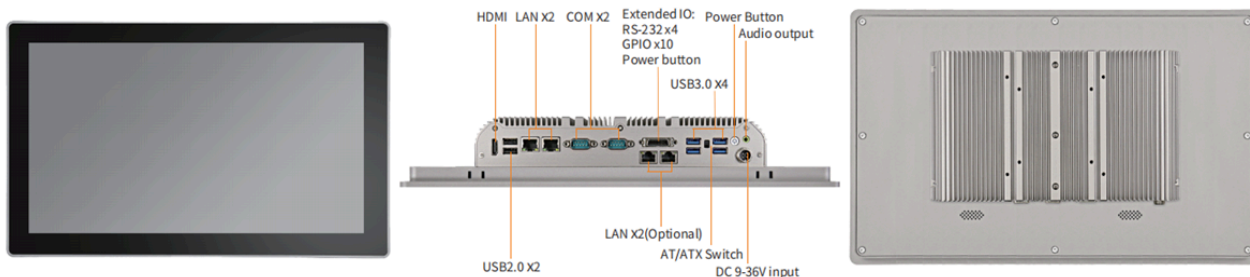 HDMI
LAN X2
COM X2
Extended IO:
RS-232 x4
GPIO x10
Power button
Power Button
Audio output
USB3.0 X4
LAN X2(Optional)
AT/ATX Switch
USB2.0 X2
DC 9-36V input